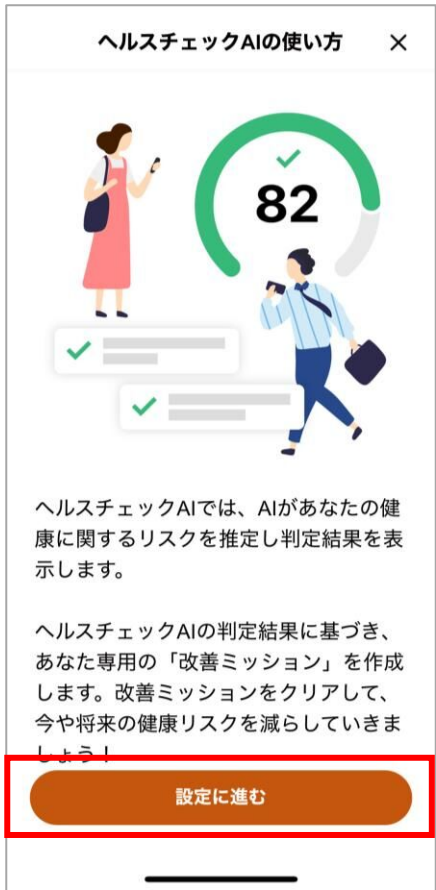 ヘルスチェックAIの使い方
82
ヘルスチェックAIでは、AIがあなたの健
康に関するリスクを推定し判定結果を表
示します。
ヘルスチェックAIの判定結果に基づき、
あなた専用の「改善ミッション」を作成
します。改善ミッションをクリアして、
今や将来の健康リスクを減らしていきま
しょう！
設定に進む